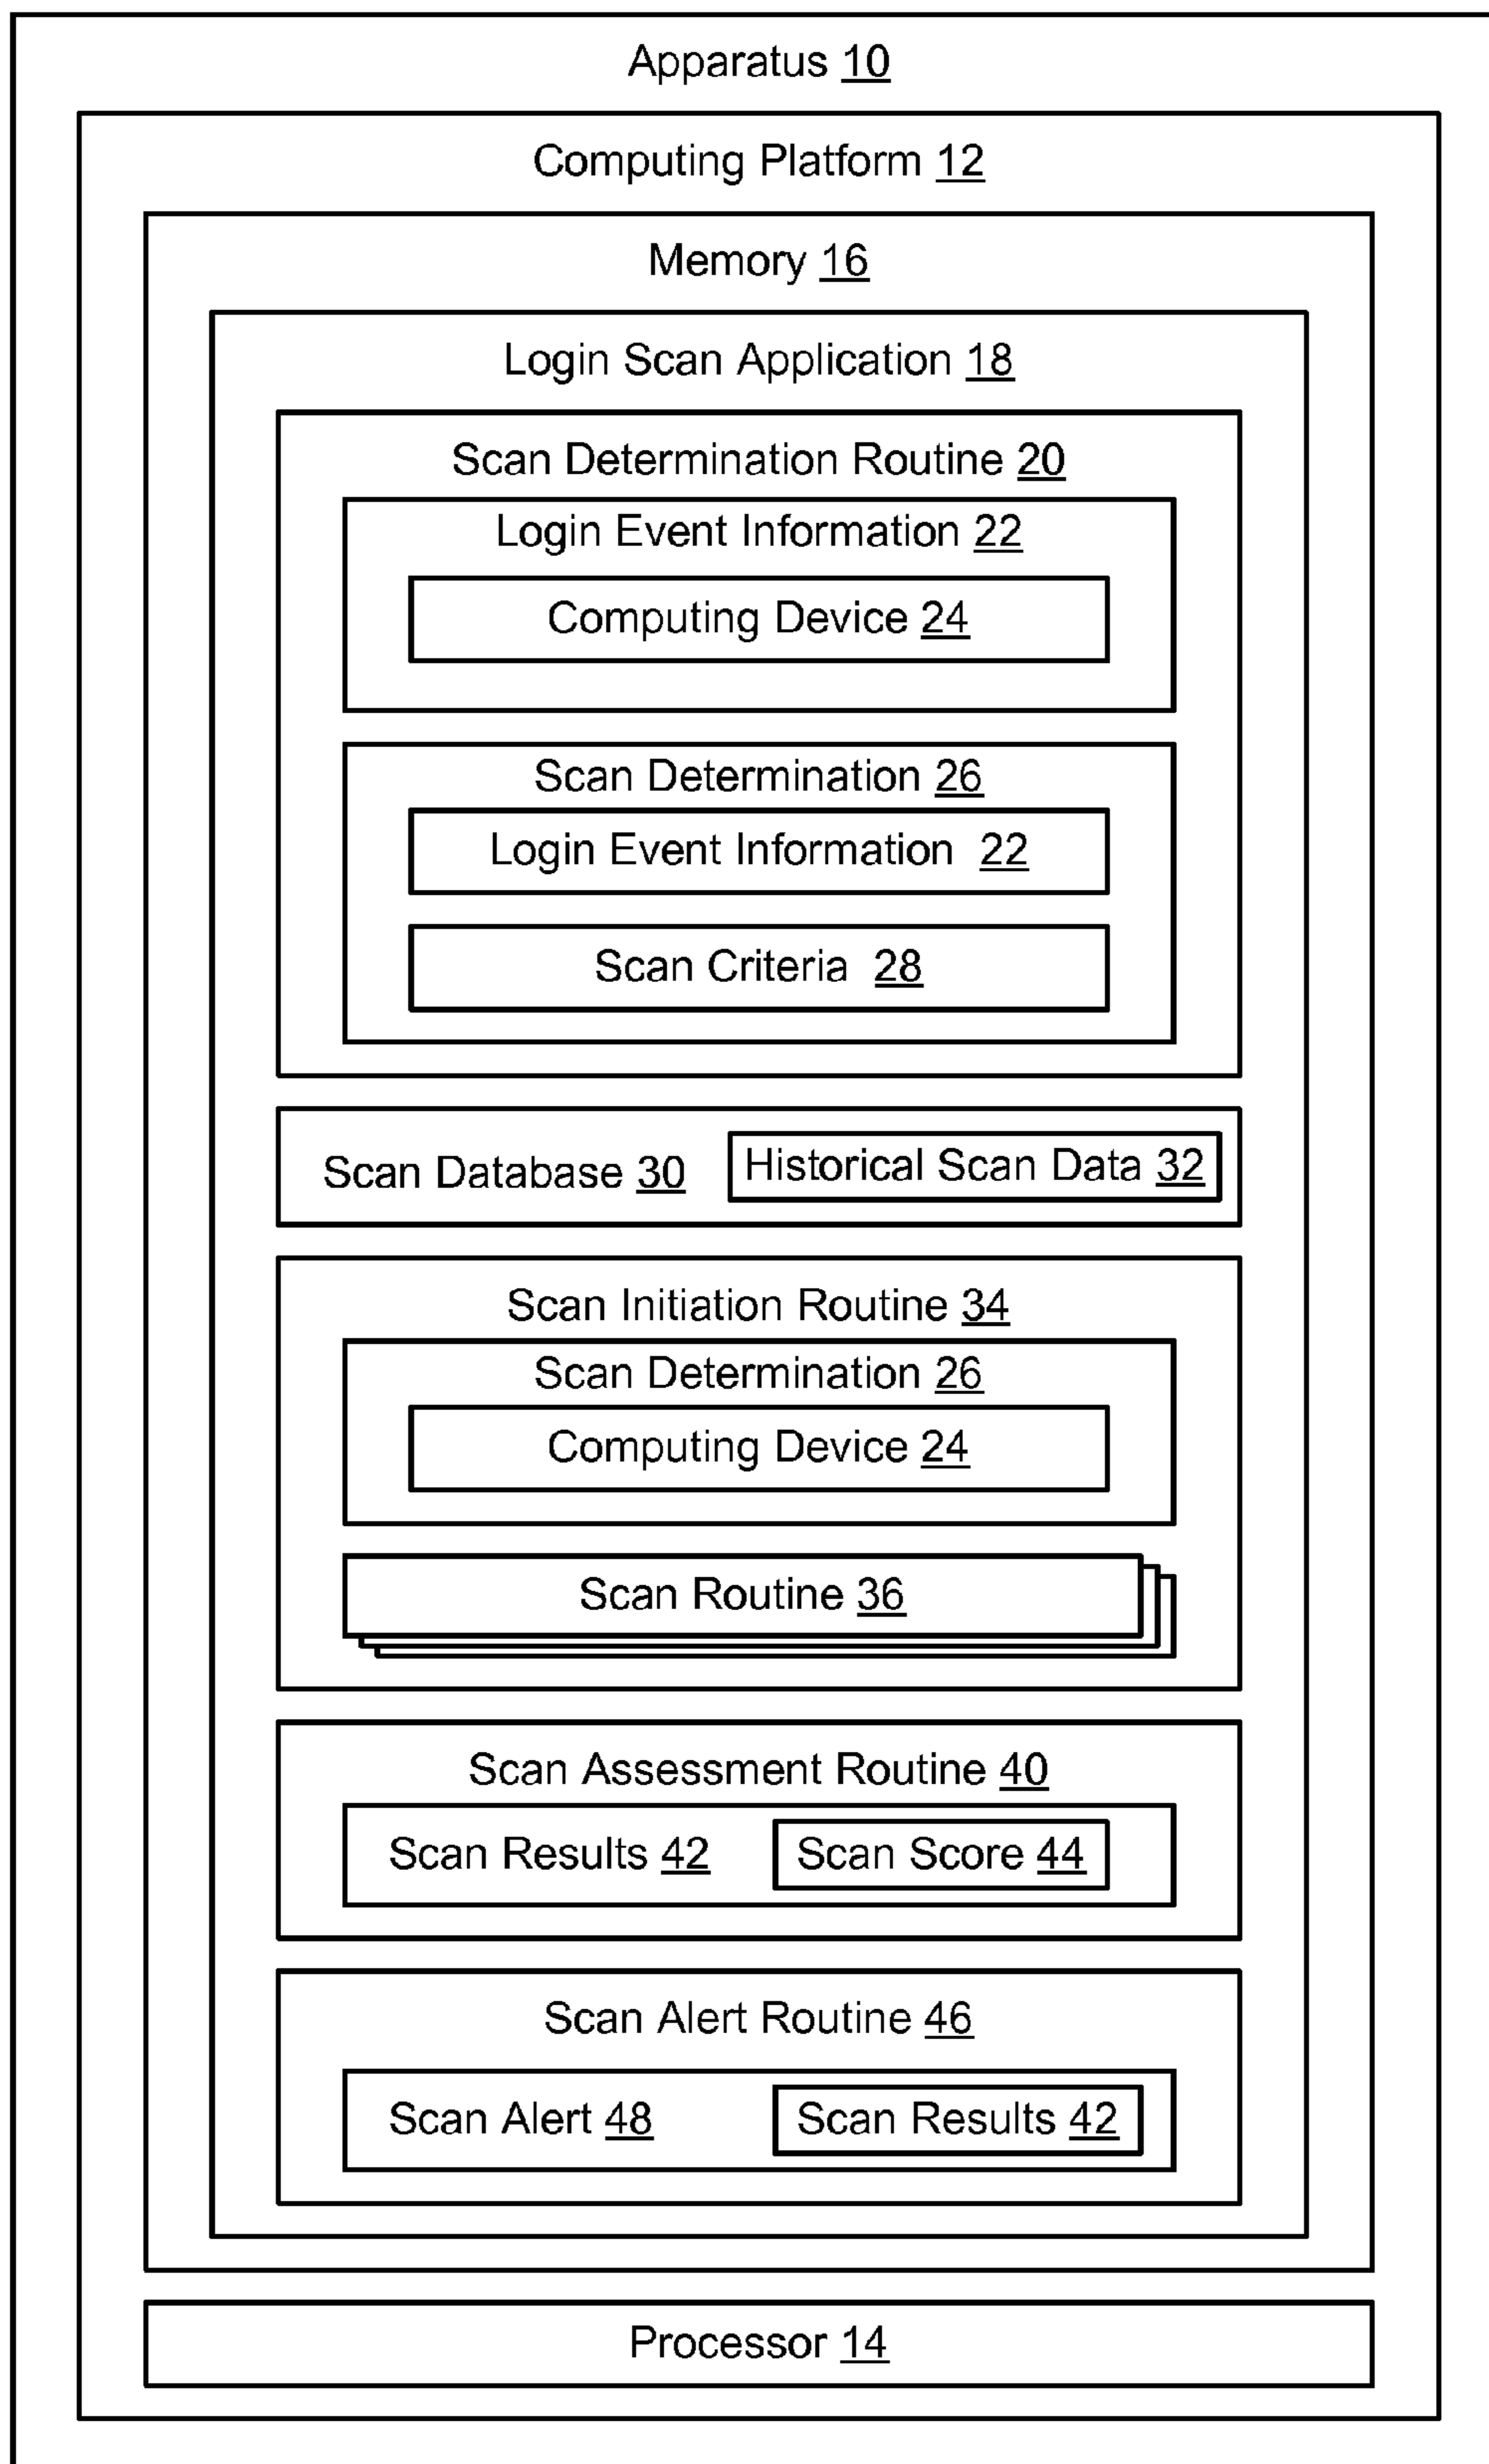 Apparatus 10
Computing Platform 12
Memory 16
Login Scan Application 18
Scan Determination Routine 20
Login Event Information 22
Computing Device 24
Scan Determination 26
Login Event Information 22
Scan Criteria 28
Scan Database 30
Historical Scan Data 32
Scan Initiation Routine 34
Scan Determination 26
Computing Device 24
Scan Routine 36
Scan Assessment Routine 40
Scan Results 42
Scan Score 44
Scan Alert Routine 46
Scan Alert 48
Scan Results 42
Processor 14